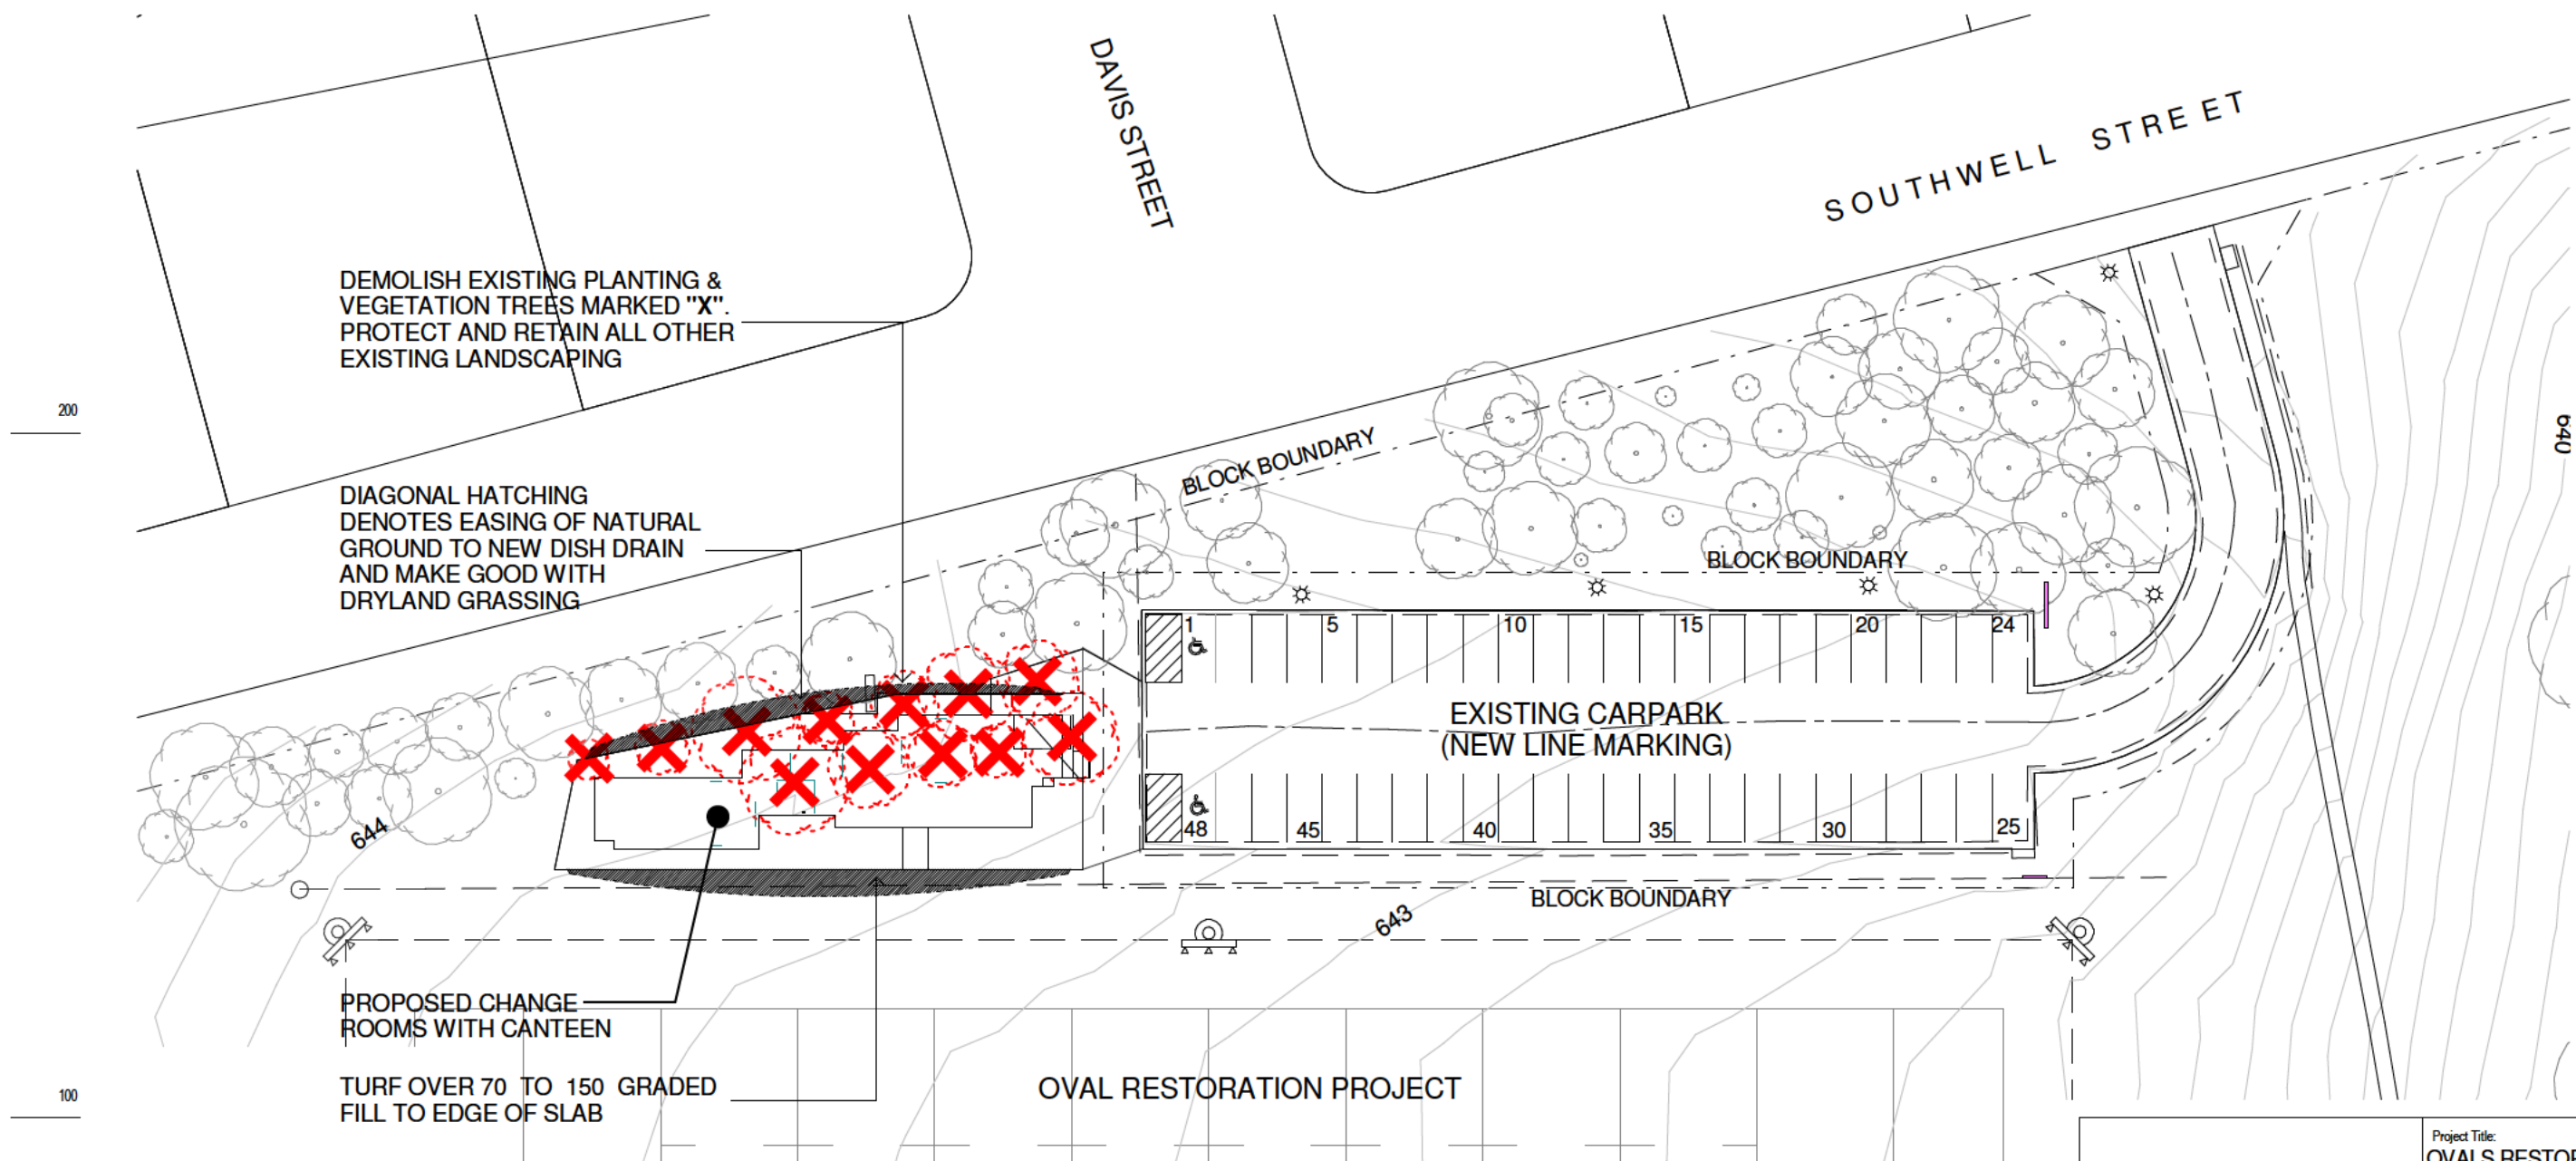 DAVIS STREET
SOUTHWELL STREET
DEMOLISH EXISTING PLANTING &
VEGETATION TREES MARKED "X".
PROTECT AND RETAIN ALL OTHER
EXISTING LANDSCAPING
200
640
BLOCK BOUNDARY
DIAGONAL HATCHING
DENOTES EASING OF NATURAL
GROUND TO NEW DISH DRAIN
AND MAKE GOOD WITH
DRYLAND GRASSING
BLOCK BOUNDARY
1 5 10 15 20 24
EXISTING CARPARK
(NEW LINE MARKING)
48 45 40 35 30 25
644
BLOCK BOUNDARY
643
PROPOSED CHANGE
ROOMS WITH CANTEEN
TURF OVER 70 TO 150 GRADED
FILL TO EDGE OF SLAB
OVAL RESTORATION PROJECT
100
Project Title:
OVALS RESTOR